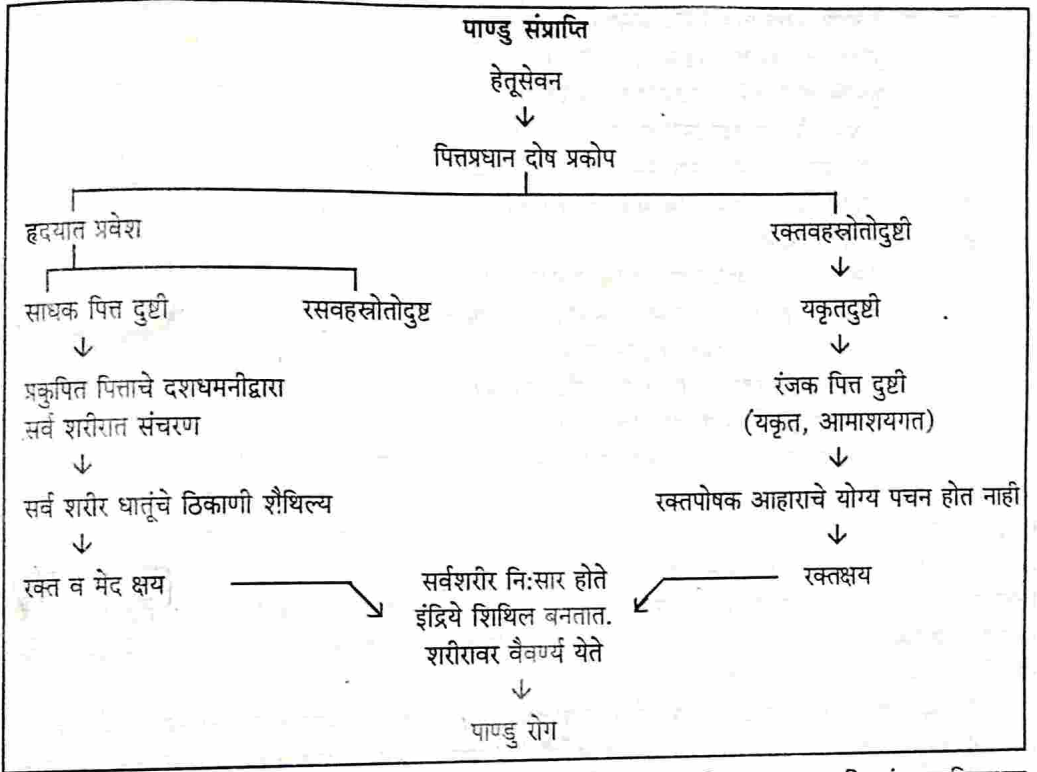 पाण्डु संप्राप्ति
हेतूसेवन
↓
पित्तप्रधान दोष प्रकोप
हृदयात प्रवेश
रक्तवहस्रोतोदुष्टी
↓
साधक पित्त दुष्टी
रसवहस्रोतोदुष्ट
यकृतदुष्टी
↓
↓
प्रकुपित पित्ताचे दशधमनीद्वारा
सर्व शरीरात संचरण
रंजक पित्त दुष्टी
(यकृत, आमाशयगत)
↓
↓
सर्व शरीर धातूंचे ठिकाणी शैथिल्य
रक्तपोषक आहाराचे योग्य पचन होत नाही
↓
↓
रक्त व मेद क्षय
रक्तक्षय
सर्वशरीर नि:सार होते
इंद्रिये शिथिल बनतात.
शरीरावर वैवर्ण्य येते
↓
पाण्डु रोग